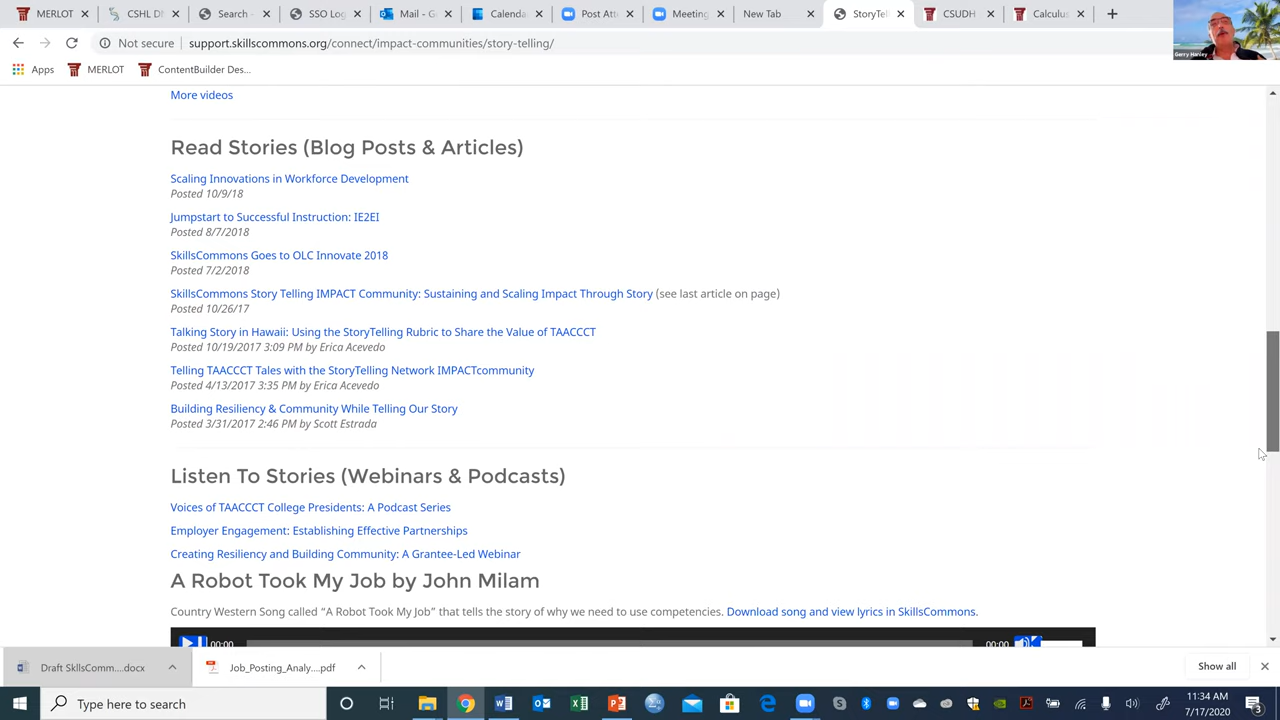 MERLOT
CSHL D
Search -
SSO Log
Mail - G
Calenda
Post Att
Meeting
New Tab
StoryTel
CSUDH
Calculus
Not secure
support.skillscommons.org/connect/impact-communities/story-telling/
Gerry Hanley
Apps
MERLOT
ContentBuilder Des...
More videos
Read Stories (Blog Posts & Articles)
Scaling Innovations in Workforce Development
Posted 10/9/18
Jumpstart to Successful Instruction: IE2EI
Posted 8/7/2018
SkillsCommons Goes to OLC Innovate 2018
Posted 7/2/2018
SkillsCommons Story Telling IMPACT Community: Sustaining and Scaling Impact Through Story (see last article on page)
Posted 10/26/17
Talking Story in Hawaii: Using the StoryTelling Rubric to Share the Value of TAACCCT
Posted 10/19/2017 3:09 PM by Erica Acevedo
Telling TAACCCT Tales with the StoryTelling Network IMPACTcommunity
Posted 4/13/2017 3:35 PM by Erica Acevedo
Building Resiliency & Community While Telling Our Story
Posted 3/31/2017 2:46 PM by Scott Estrada
Listen To Stories (Webinars & Podcasts)
Voices of TAACCCT College Presidents: A Podcast Series
Employer Engagement: Establishing Effective Partnerships
Creating Resiliency and Building Community: A Grantee-Led Webinar
A Robot Took My Job by John Milam
Country Western Song called “A Robot Took My Job” that tells the story of why we need to use competencies. Download song and view lyrics in SkillsCommons.
00:00
00:00
Draft SkllsComm....docx
Job_Posting_Analy....pdf
Show all
Type here to search
11:34 AM
7/17/2020
3